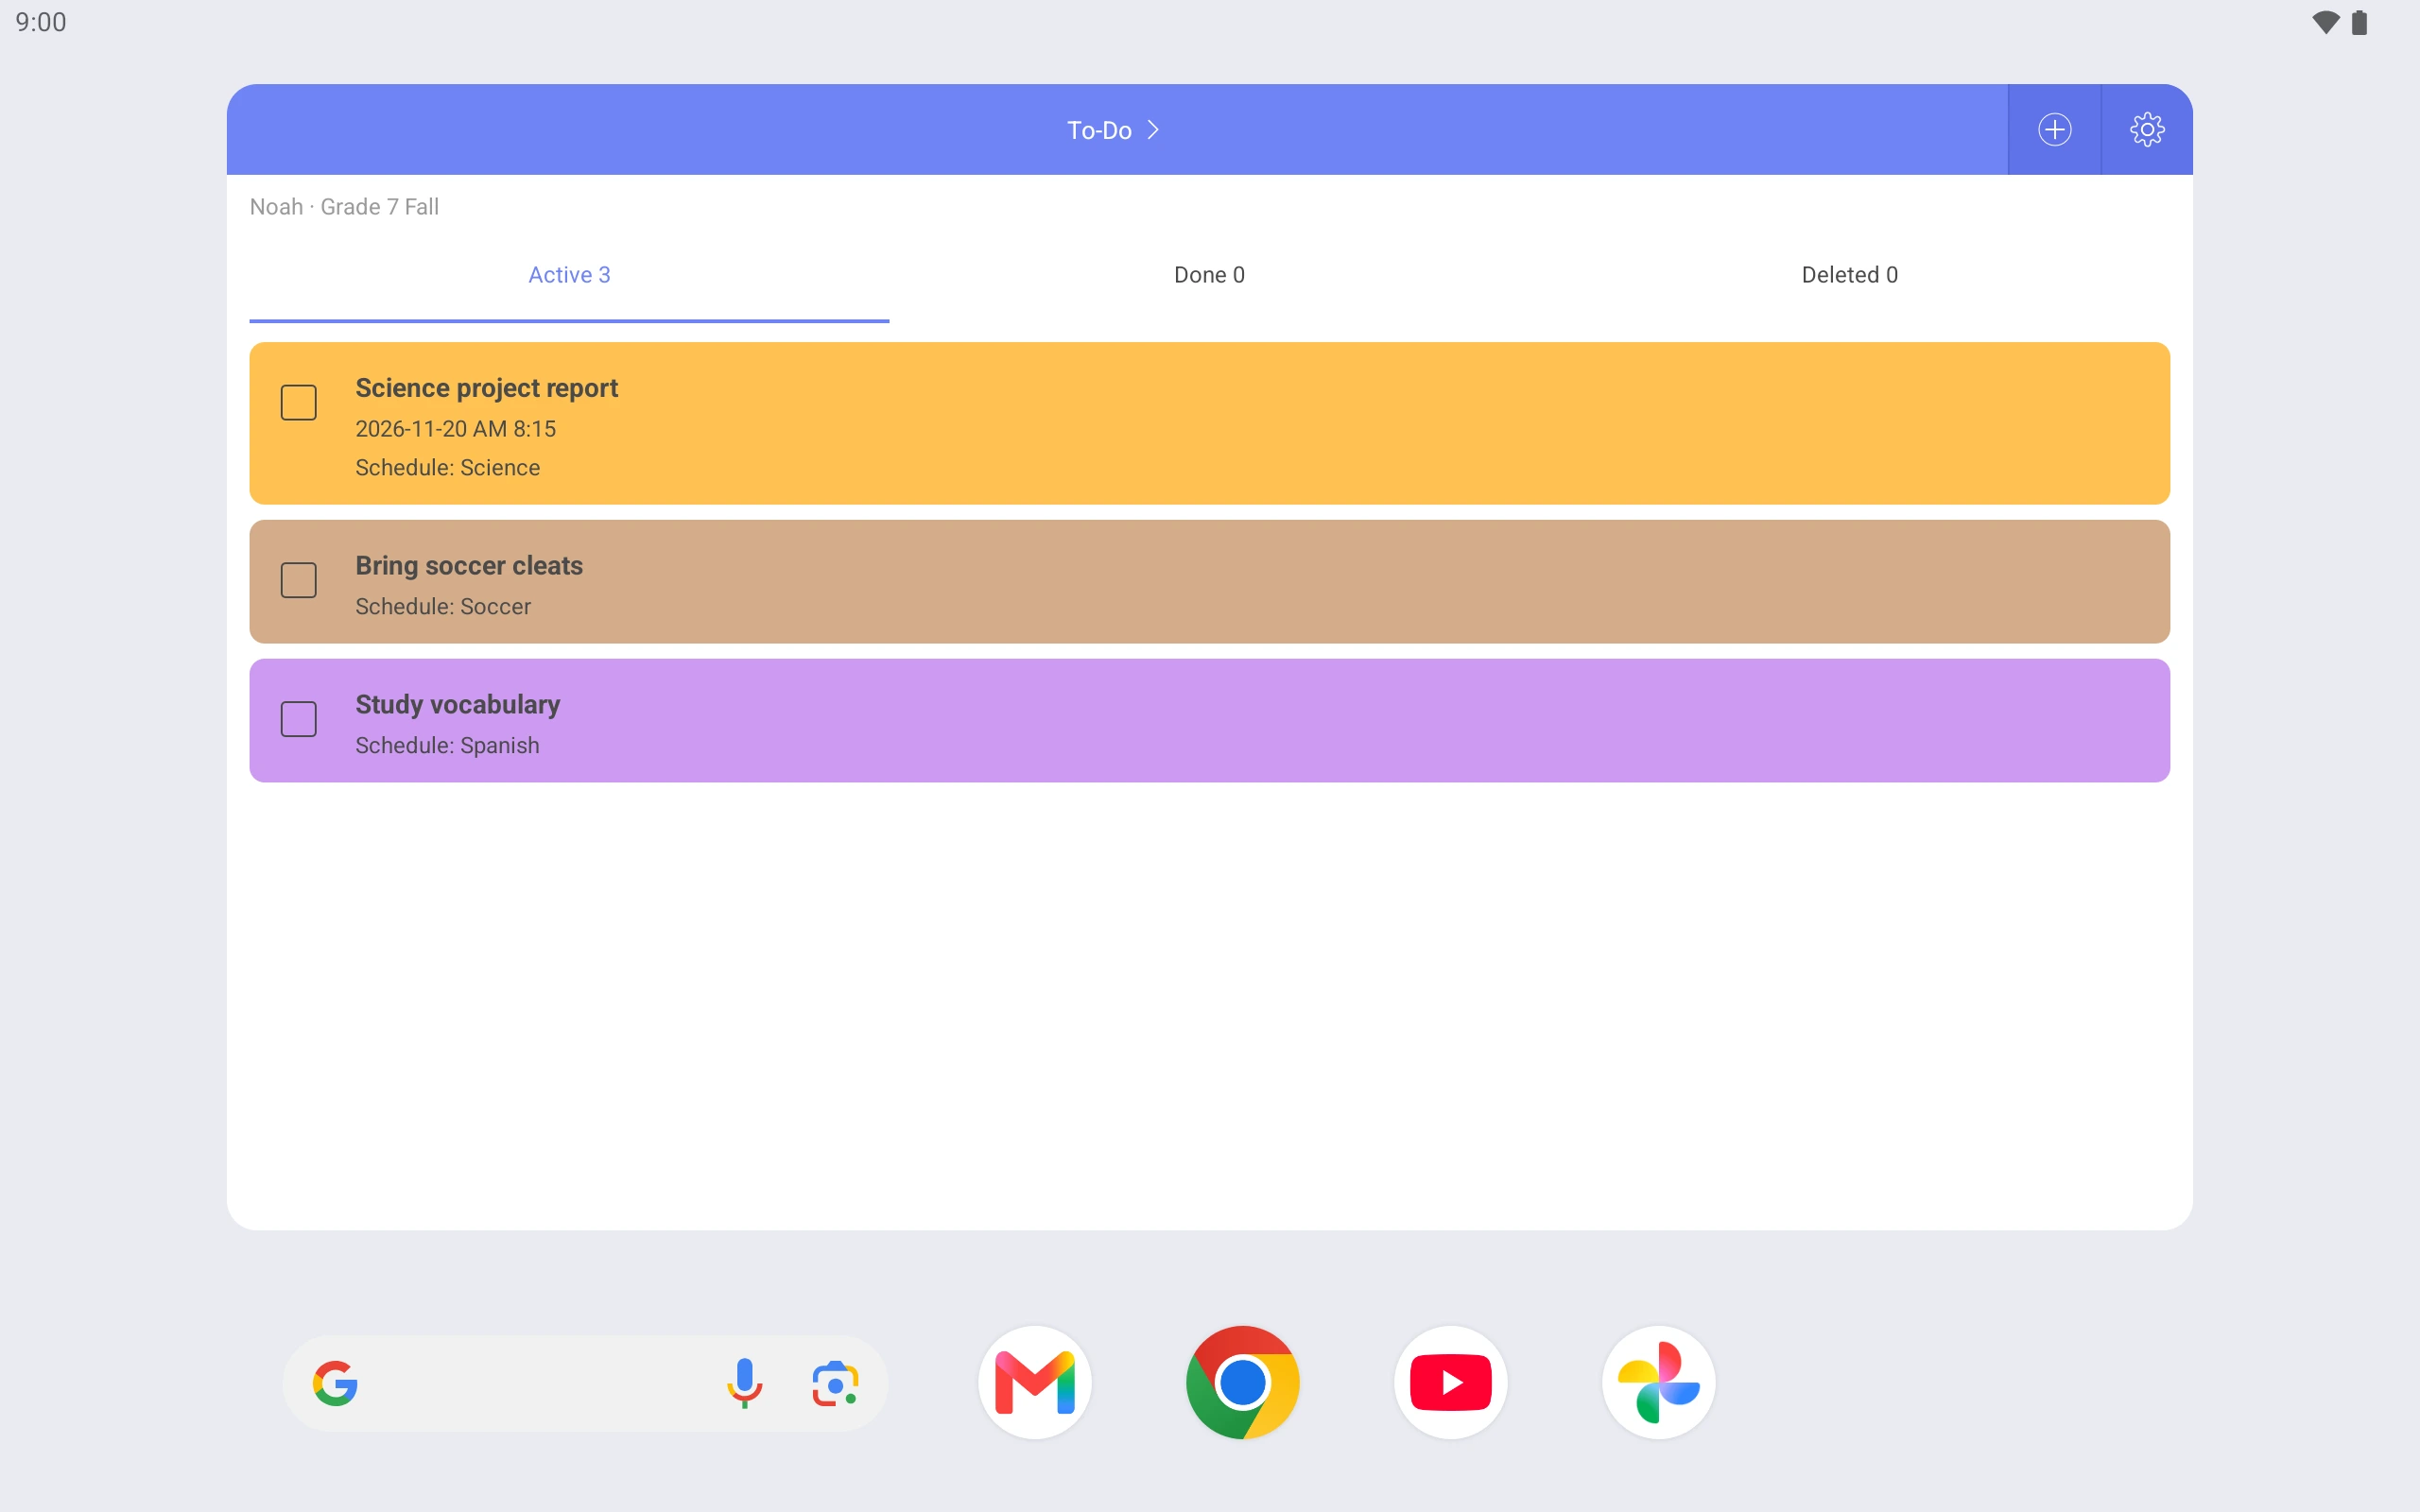 9:00
To-Do
Noah · Grade 7 Fall
Active 3
Done 0
Deleted 0
Science project report
2026-11-20 AM 8:15
Schedule: Science
Bring soccer cleats
Schedule: Soccer
Study vocabulary
Schedule: Spanish